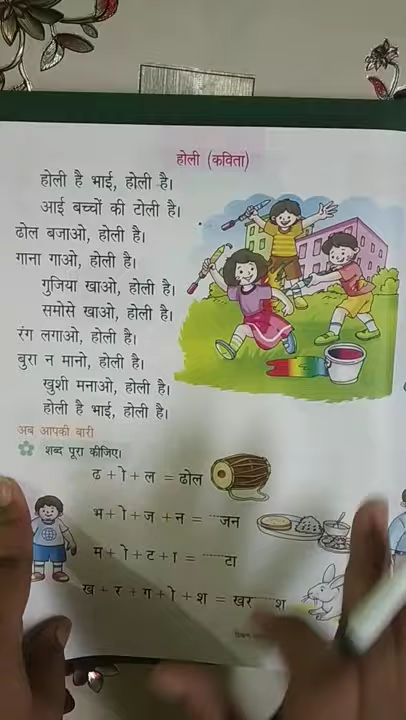 होली (कविता)
होली है भाई, होली है।
आई बच्चों की टोली है।
ढोल बजाओ, होली है।
गाना गाओ, होली है।
गुजिया खाओ, होली है।
समोसे खाओ, होली है।
रंग लगाओ, होली है।
बुरा न मानो, होली है।
खुशी मनाओ, होली है।
होली है भाई, होली है।
अब आपकी बारी
शब्द पूरा कीजिए।
ढ + ो + ल = ढोल
भ + ो + ज + न = ......जन
म + ो + ट + ा = ......टा
ख + र + ग + ो + श = खर......श